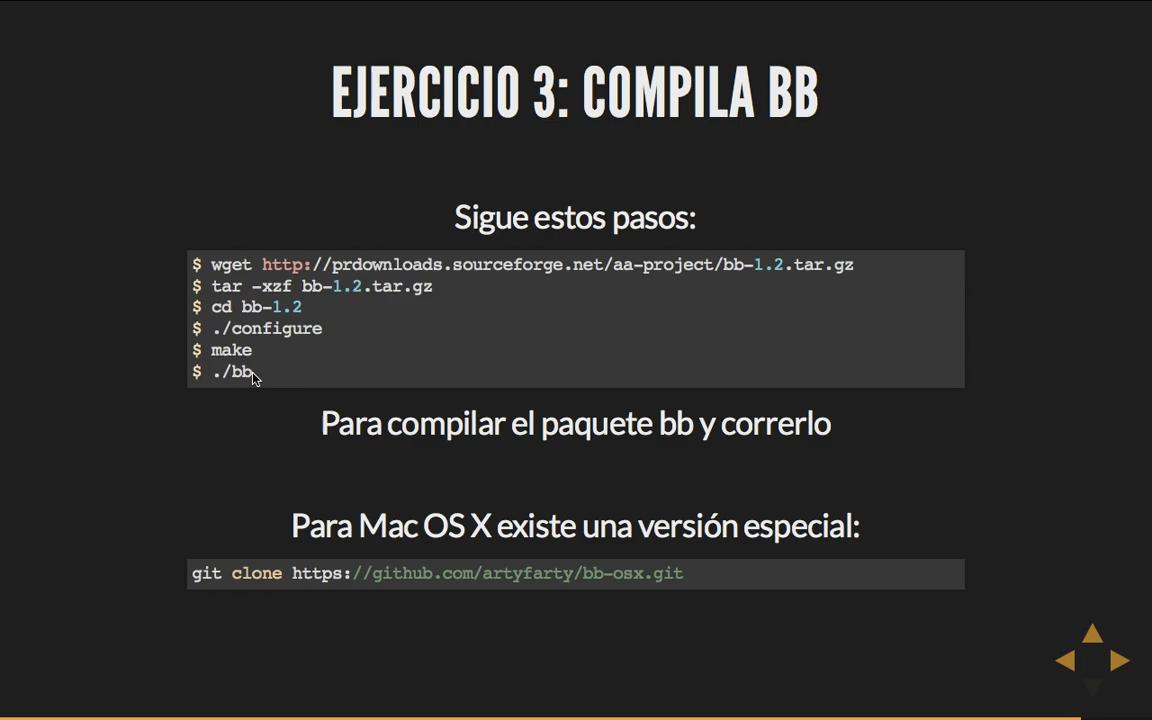 EJERCICIO 3: COMPILA BB
Sigue estos pasos:
$ wget http://prdownloads.sourceforge.net/aa-project/bb-1.2.tar.gz
$ tar -xzf bb-1.2.tar.gz
$ cd bb-1.2
$ ./configure
$ make
$ ./bb
Para compilar el paquete bb y correrlo
Para Mac OS X existe una versión especial:
git clone https://github.com/artyfarty/bb-osx.git